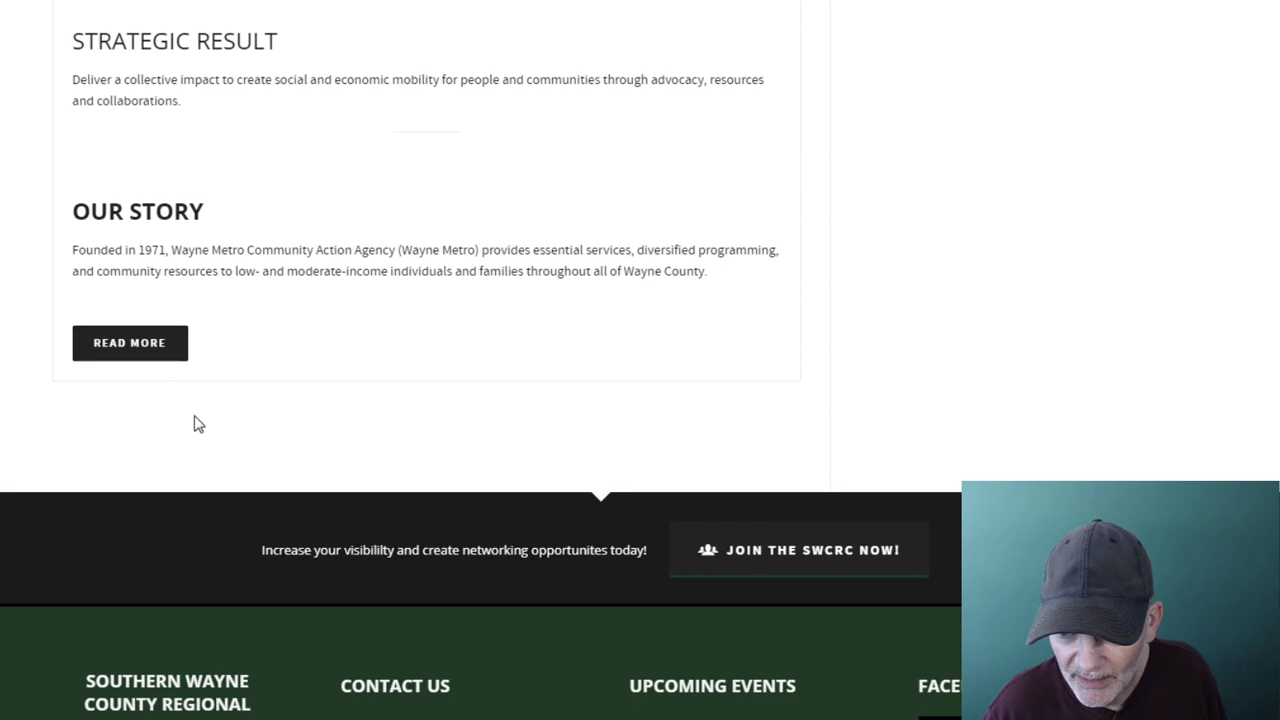 STRATEGIC RESULT
Deliver a collective impact to create social and economic mobility for people and communities through advocacy, resources
and collaborations.
OUR STORY
Founded in 1971, Wayne Metro Community Action Agency (Wayne Metro) provides essential services, diversified programming,
and community resources to low- and moderate-income individuals and families throughout all of Wayne County.
READ MORE
Increase your visibililty and create networking opportunites today!
JOIN THE SWCRC NOW!
SOUTHERN WAYNE
COUNTY REGIONAL
CONTACT US
UPCOMING EVENTS
FACE